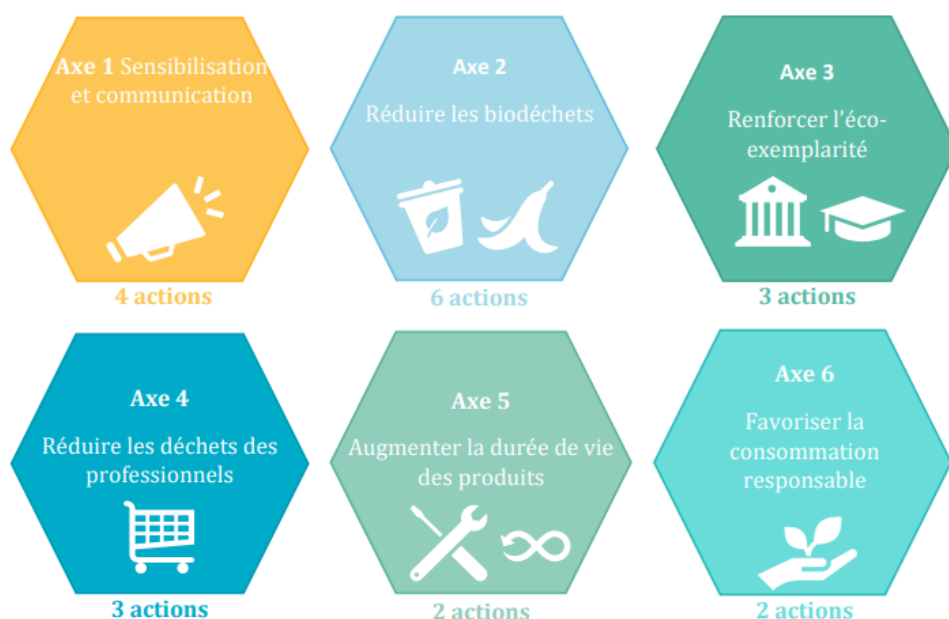 Axe 1 Sensibilisation
et communication
4 actions
Axe 2
Réduire les biodéchets
6 actions
Axe 3
Renforcer l'éco-
exemplarité
3 actions
Axe 4
Réduire les déchets des
professionnels
3 actions
Axe 5
Augmenter la durée de vie
des produits
2 actions
Axe 6
Favoriser la
consommation
responsable
2 actions